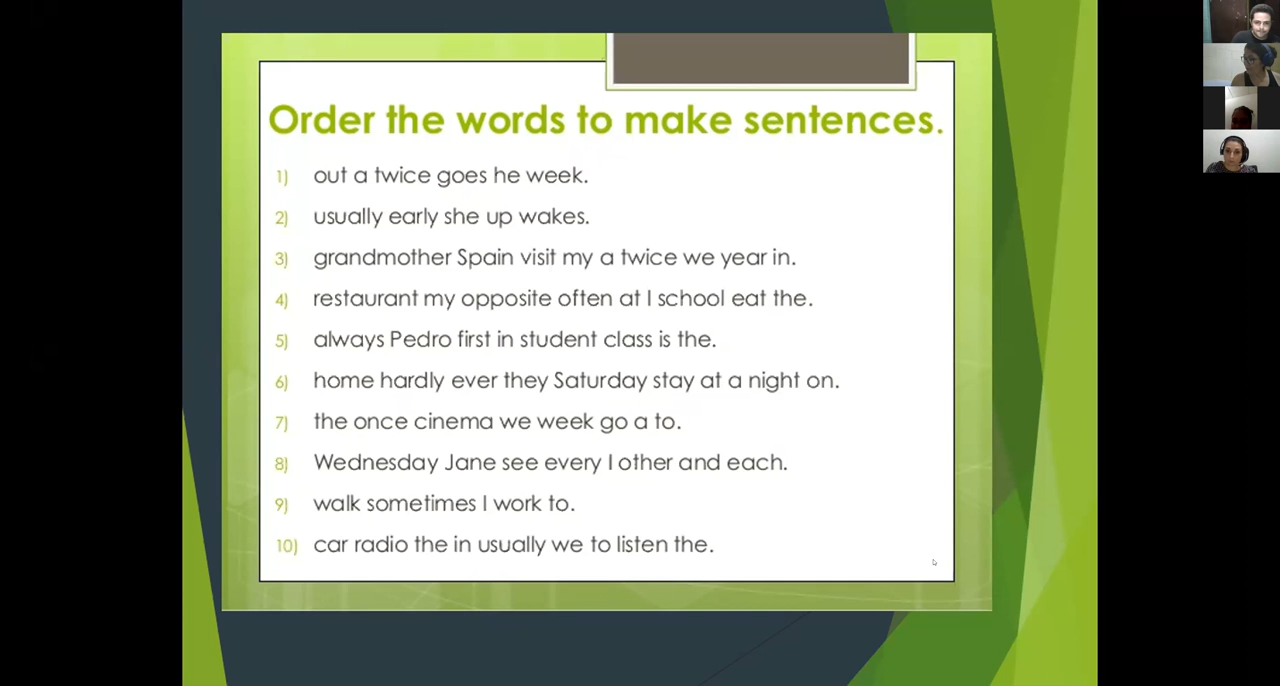 Order the words to make sentences.
1) out a twice goes he week.
2) usually early she up wakes.
3) grandmother Spain visit my a twice we year in.
4) restaurant my opposite often at I school eat the.
5) always Pedro first in student class is the.
6) home hardly ever they Saturday stay at a night on.
7) the once cinema we week go a to.
8) Wednesday Jane see every I other and each.
9) walk sometimes I work to.
10) car radio the in usually we to listen the.